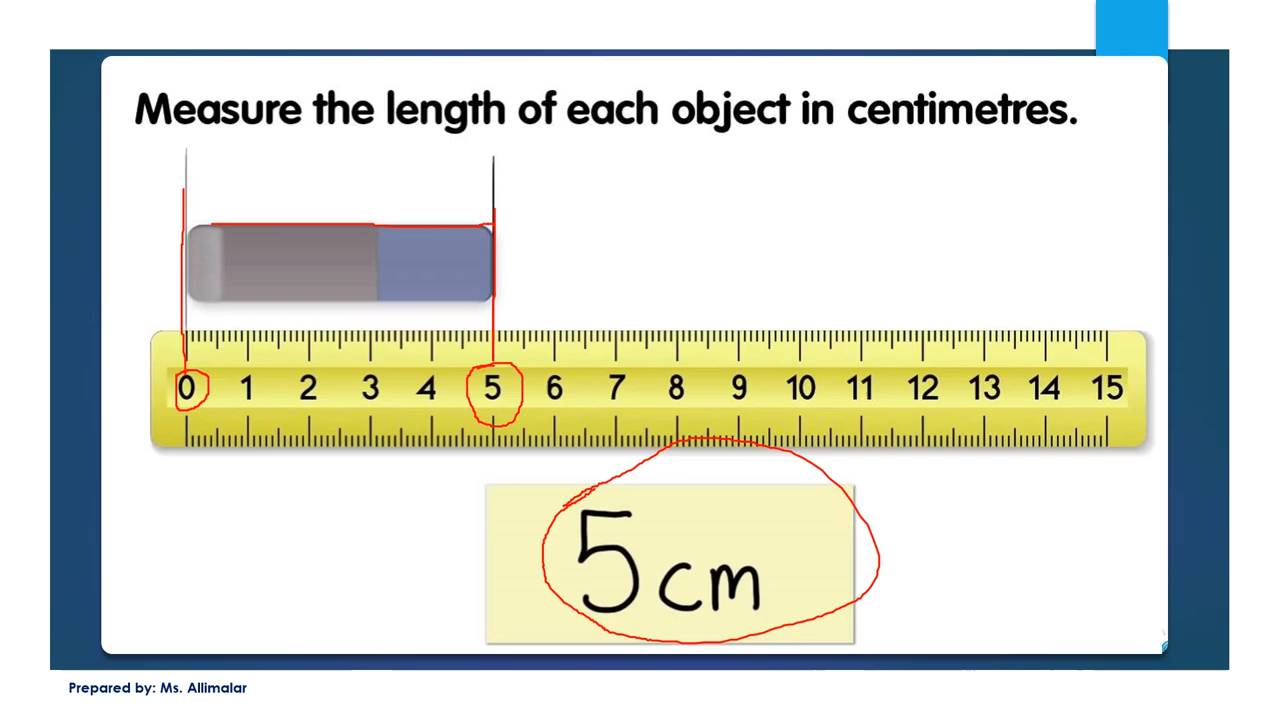 Measure the length of each object in centimetres.
0 1 2 3 4 5 6 7 8 9 10 11 12 13 14 15
5 cm
Prepared by: Ms. Allimalar